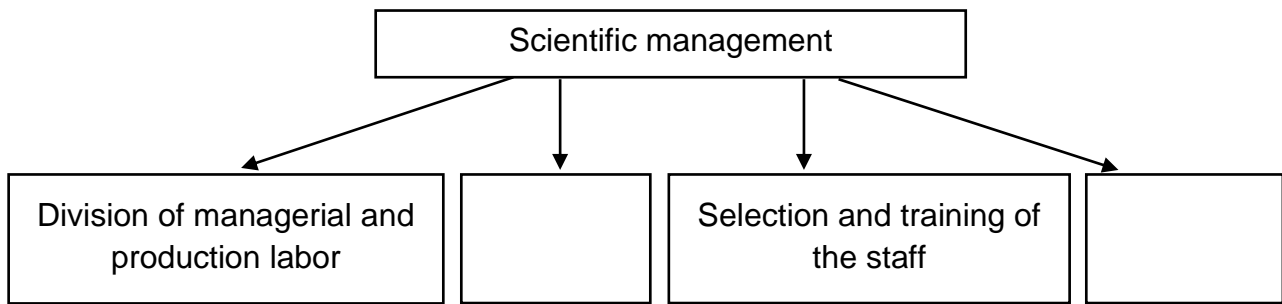 Scientific management
Division of managerial and
production labor
Selection and training of
the staff